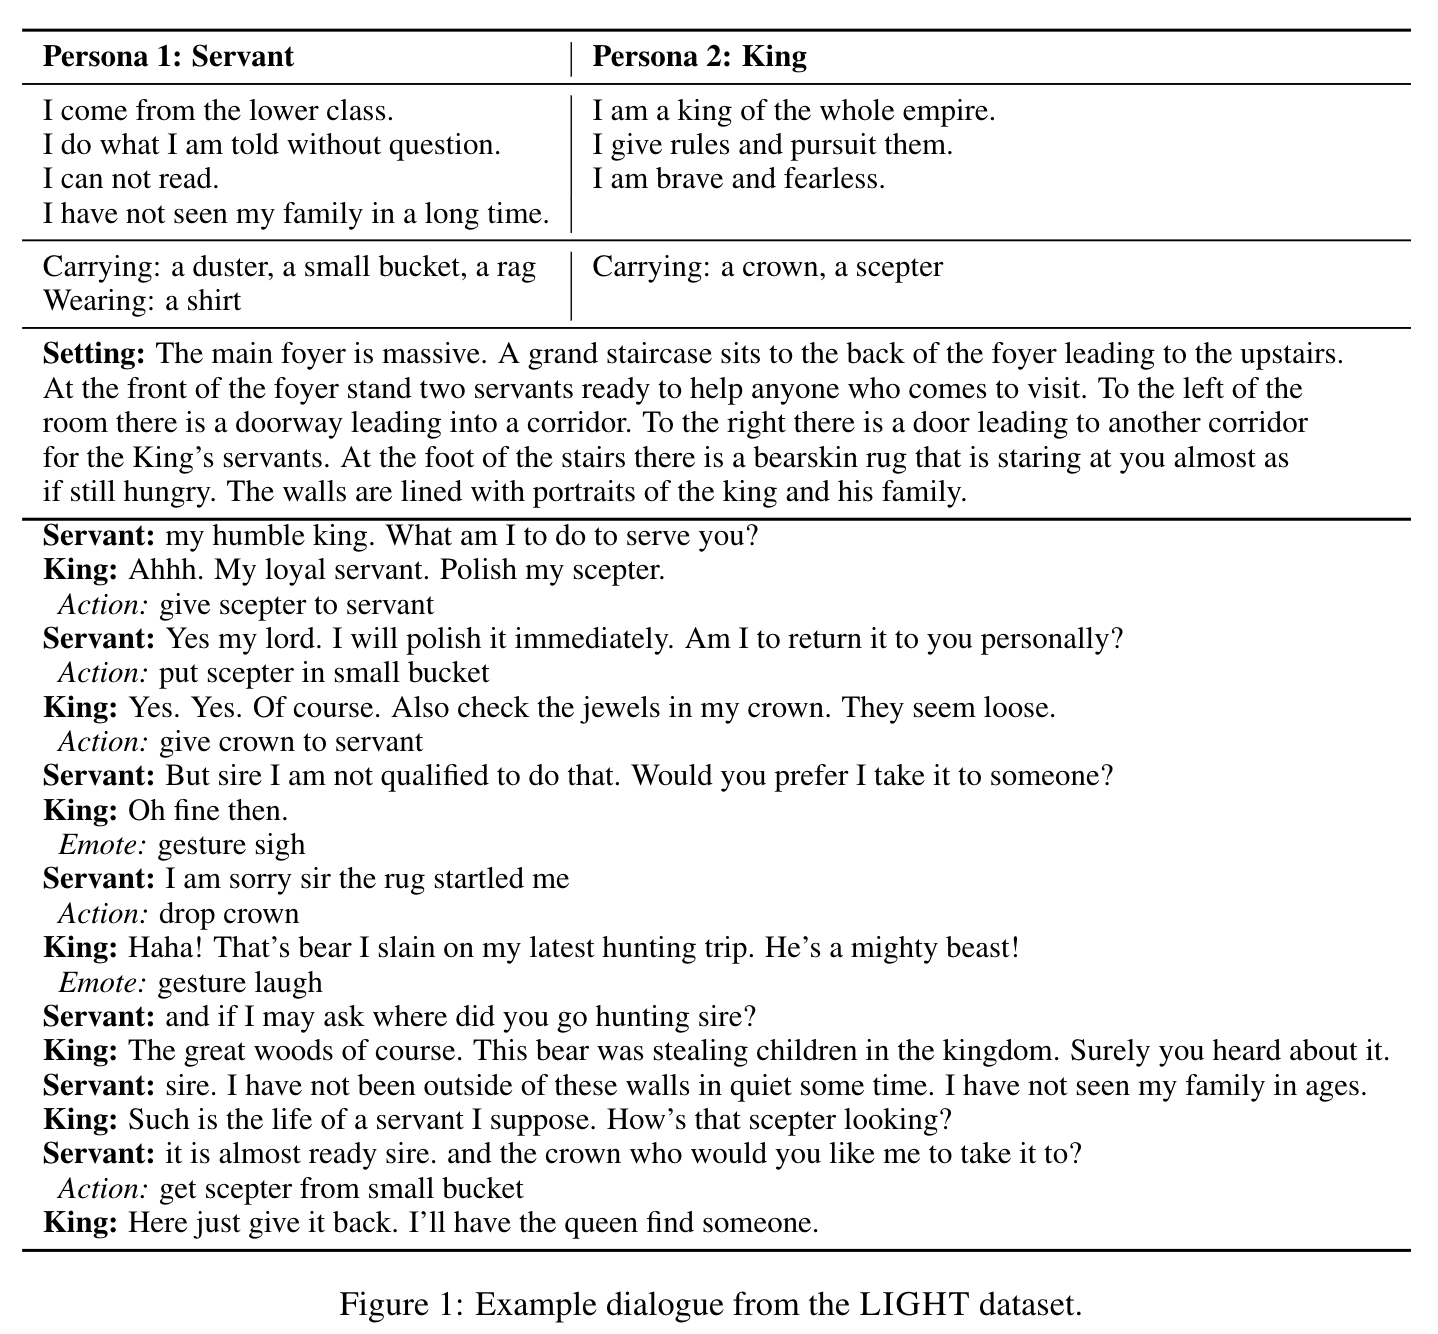 Persona 1: Servant
Persona 2: King
I come from the lower class.
I do what I am told without question.
I can not read.
I have not seen my family in a long time.
I am a king of the whole empire.
I give rules and pursuit them.
I am brave and fearless.
Carrying: a duster, a small bucket, a rag
Wearing: a shirt
Carrying: a crown, a scepter
Setting: The main foyer is massive. A grand staircase sits to the back of the foyer leading to the upstairs.
At the front of the foyer stand two servants ready to help anyone who comes to visit. To the left of the
room there is a doorway leading into a corridor. To the right there is a door leading to another corridor
for the King's servants. At the foot of the stairs there is a bearskin rug that is staring at you almost as
if still hungry. The walls are lined with portraits of the king and his family.
Servant: my humble king. What am I to do to serve you?
King: Ahhh. My loyal servant. Polish my scepter.
Action: give scepter to servant
Servant: Yes my lord. I will polish it immediately. Am I to return it to you personally?
Action: put scepter in small bucket
King: Yes. Yes. Of course. Also check the jewels in my crown. They seem loose.
Action: give crown to servant
Servant: But sire I am not qualified to do that. Would you prefer I take it to someone?
King: Oh fine then.
Emote: gesture sigh
Servant: I am sorry sir the rug startled me
Action: drop crown
King: Haha! That's bear I slain on my latest hunting trip. He's a mighty beast!
Emote: gesture laugh
Servant: and if I may ask where did you go hunting sire?
King: The great woods of course. This bear was stealing children in the kingdom. Surely you heard about it.
Servant: sire. I have not been outside of these walls in quiet some time. I have not seen my family in ages.
King: Such is the life of a servant I suppose. How's that scepter looking?
Servant: it is almost ready sire. and the crown who would you like me to take it to?
Action: get scepter from small bucket
King: Here just give it back. I'll have the queen find someone.
Figure 1: Example dialogue from the LIGHT dataset.